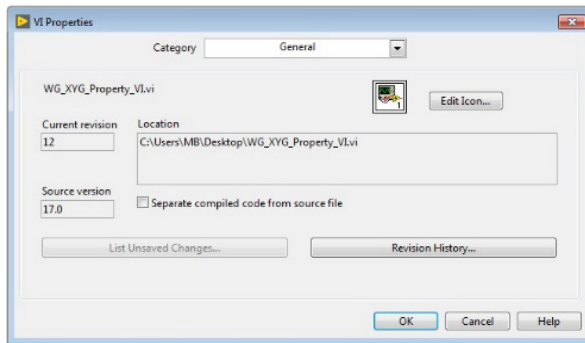 VI Properties
Category General
WG_XYG_Property_VI.vi
1
Edit Icon...
Current revision Location
12 C:\Users\MB\Desktop\WG_XYG_Property_VI.vi
Source version
17.0 Separate compiled code from source file
List Unsaved Changes... Revision History...
OK Cancel Help